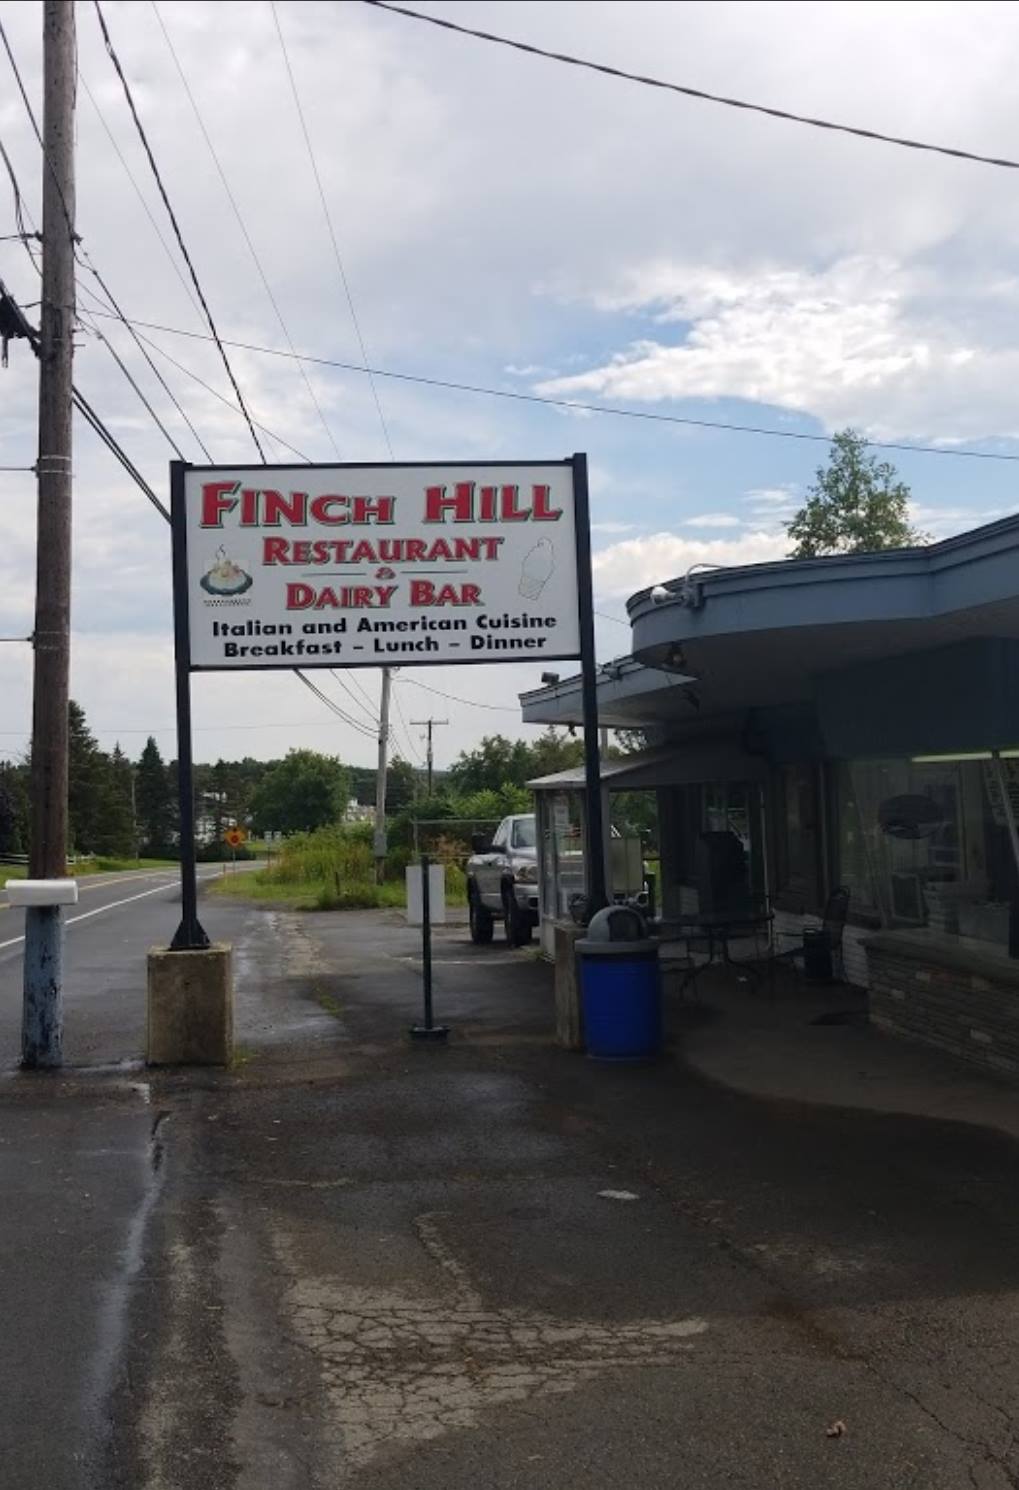 FINCH HILL
RESTAURANT
&
DAIRY BAR
Italian and American Cuisine
Breakfast - Lunch - Dinner